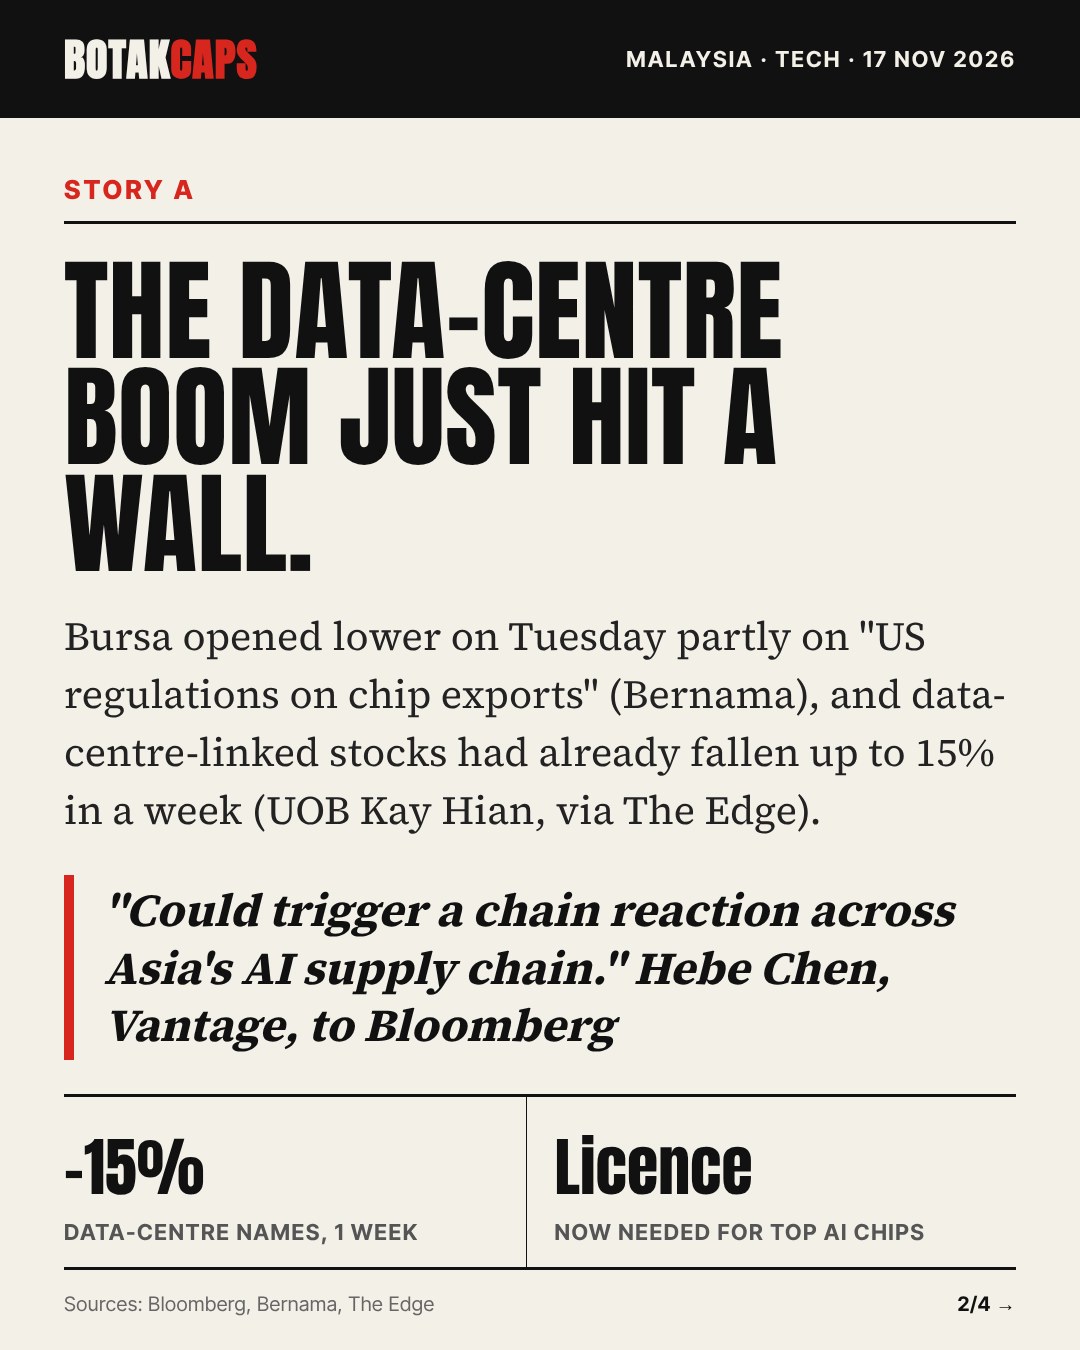 BOTAKCAPS
MALAYSIA · TECH · 17 NOV 2026
STORY A
THE DATA-CENTRE
BOOM JUST HIT A
WALL.
Bursa opened lower on Tuesday partly on "US
regulations on chip exports" (Bernama), and data-
centre-linked stocks had already fallen up to 15%
in a week (UOB Kay Hian, via The Edge).
"Could trigger a chain reaction across
Asia's AI supply chain." Hebe Chen,
Vantage, to Bloomberg
-15%
DATA-CENTRE NAMES, 1 WEEK
Licence
NOW NEEDED FOR TOP AI CHIPS
Sources: Bloomberg, Bernama, The Edge
2/4 →